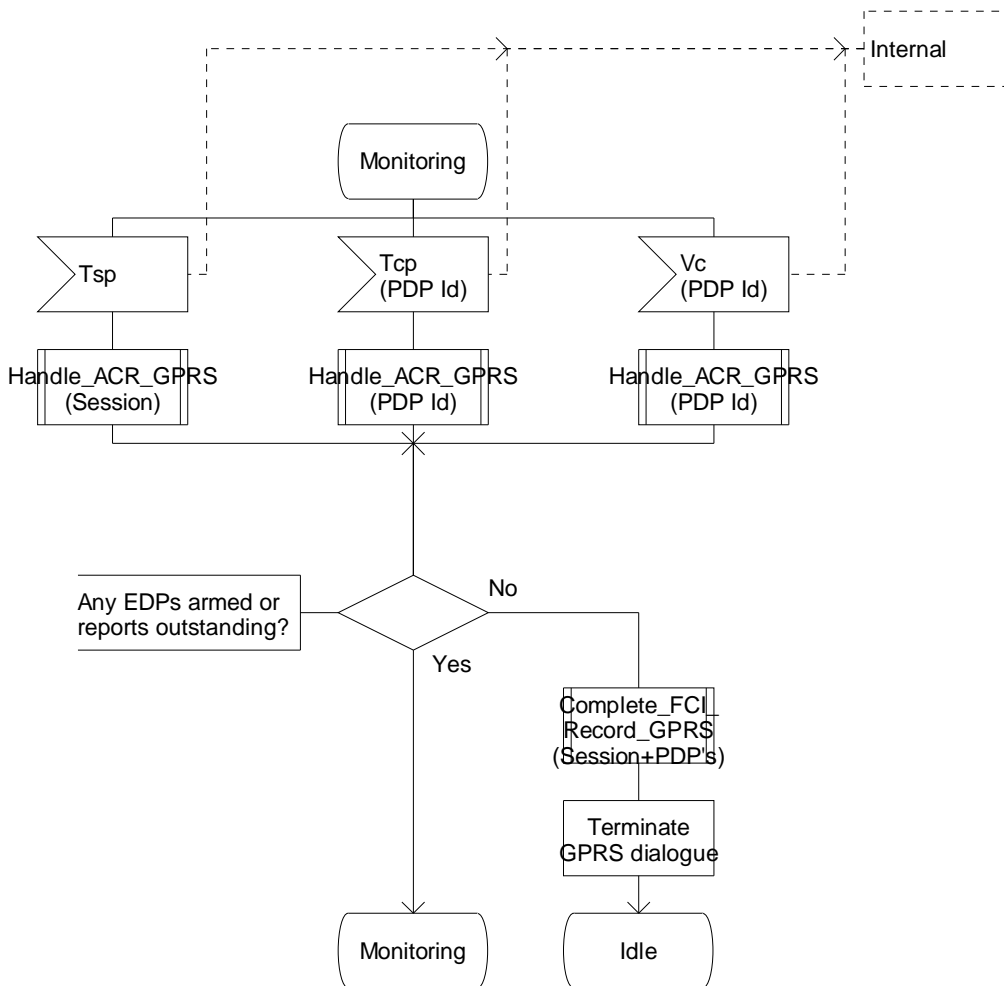 Internal
Monitoring
Tsp
Tcp
(PDP Id)
Vc
(PDP Id)
Handle_ACR_GPRS
(Session)
Handle_ACR_GPRS
(PDP Id)
Handle_ACR_GPRS
(PDP Id)
No
Any EDPs armed or
reports outstanding?
Yes
Complete_FCI_
Record_GPRS
(Session+PDP's)
Terminate
GPRS dialogue
Monitoring
Idle